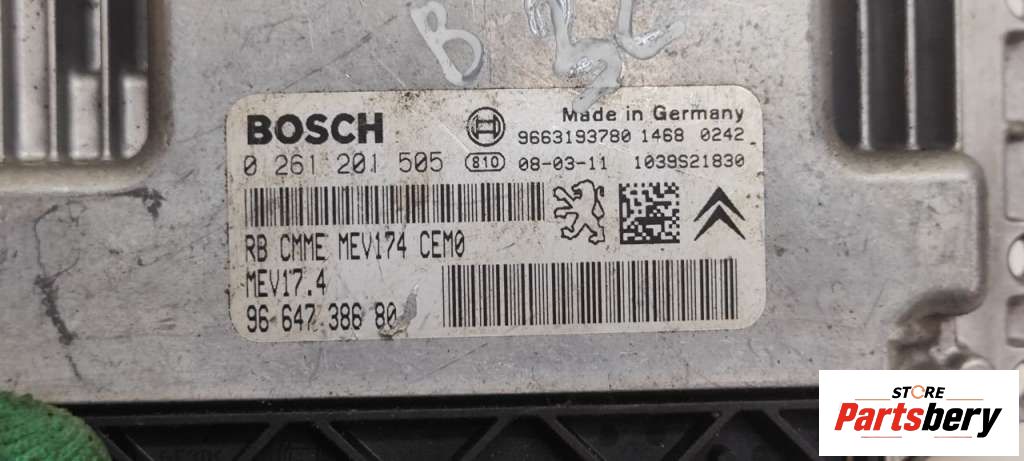 B
BOSCH
Made in Germany
9663193780 1468 0242
0 261 201 505 810 08-03-11 1039S21830
RB CMME MEV174 CEM0
MEV17.4
96 647 386 80
STORE
Partsbery